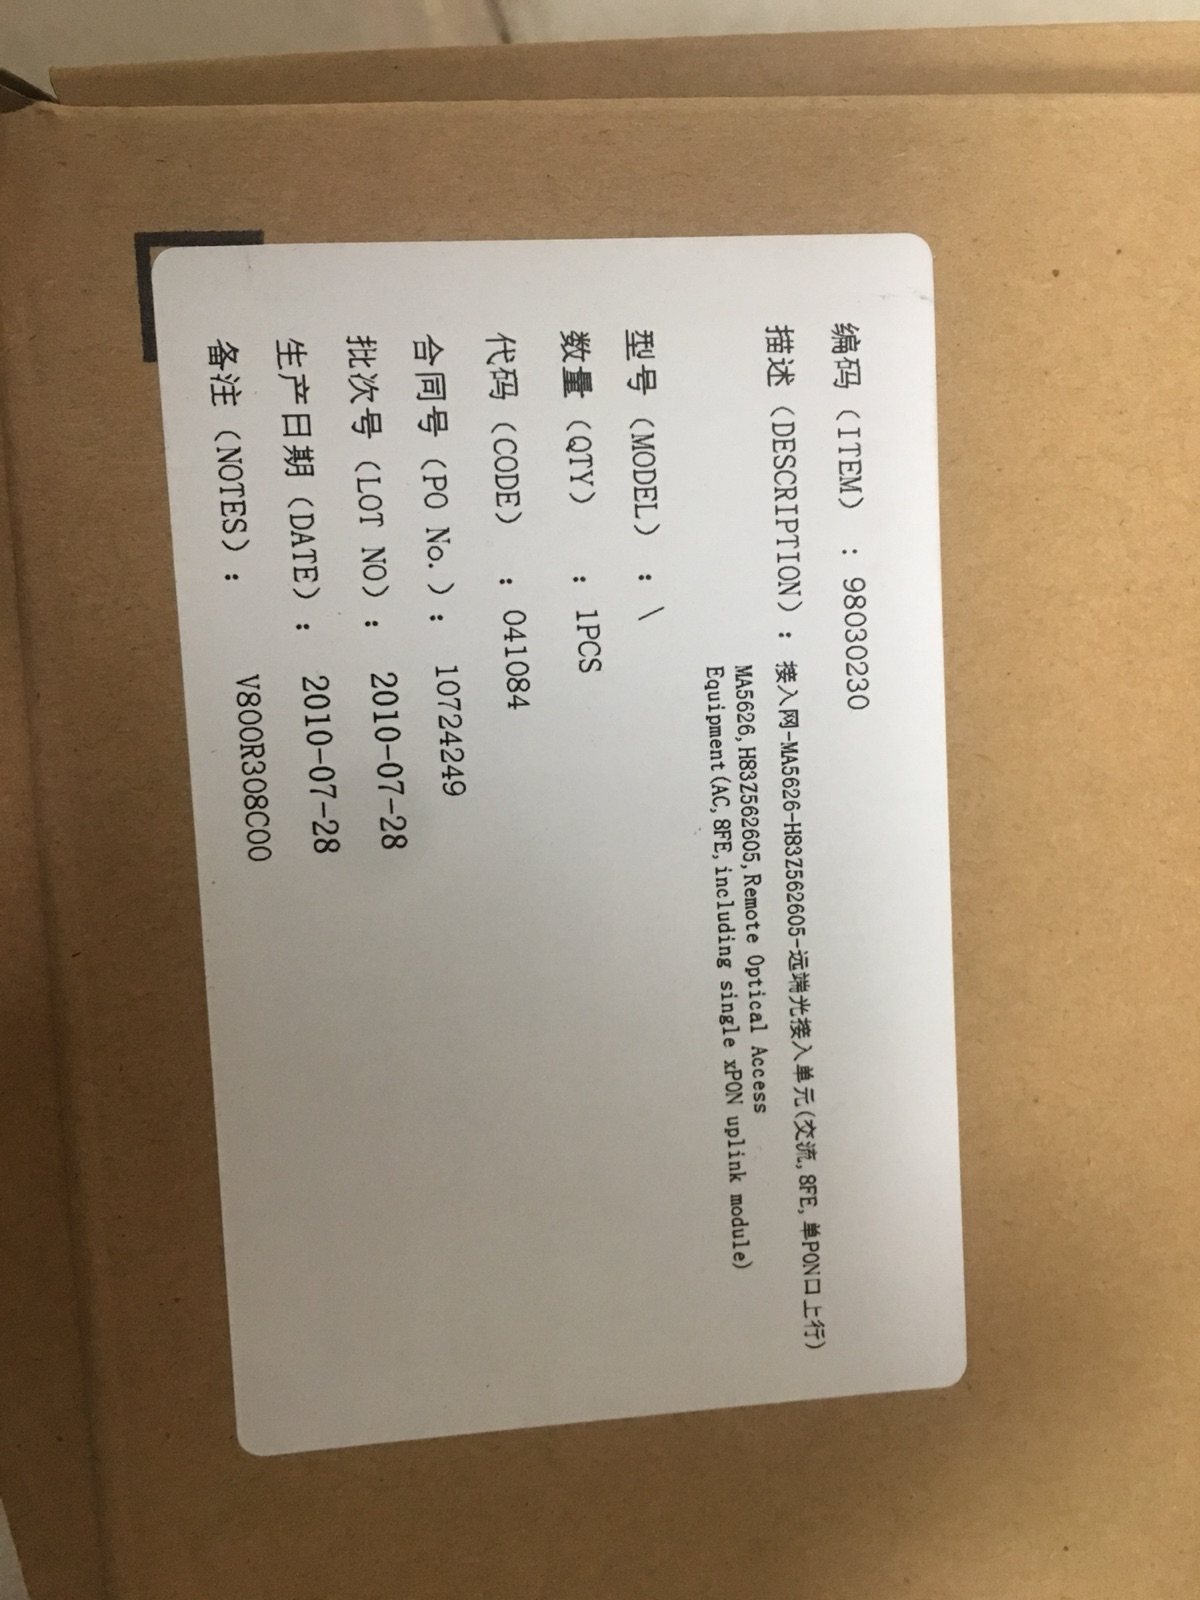 编码（ITEM）：98030230
描述（DESCRIPTION）：接入网-MA5626-H83Z562605-远端光接入单元(交流,8FE,单PON口上行)
MA5626,H83Z562605,Remote Optical Access
Equipment(AC,8FE,including single xPON uplink module)
型号（MODEL）：\
数量（QTY）：1PCS
代码（CODE）：041084
合同号（PO No.）：10724249
批次号（LOT NO）：2010-07-28
生产日期（DATE）：2010-07-28
备注（NOTES）：V800R308C00